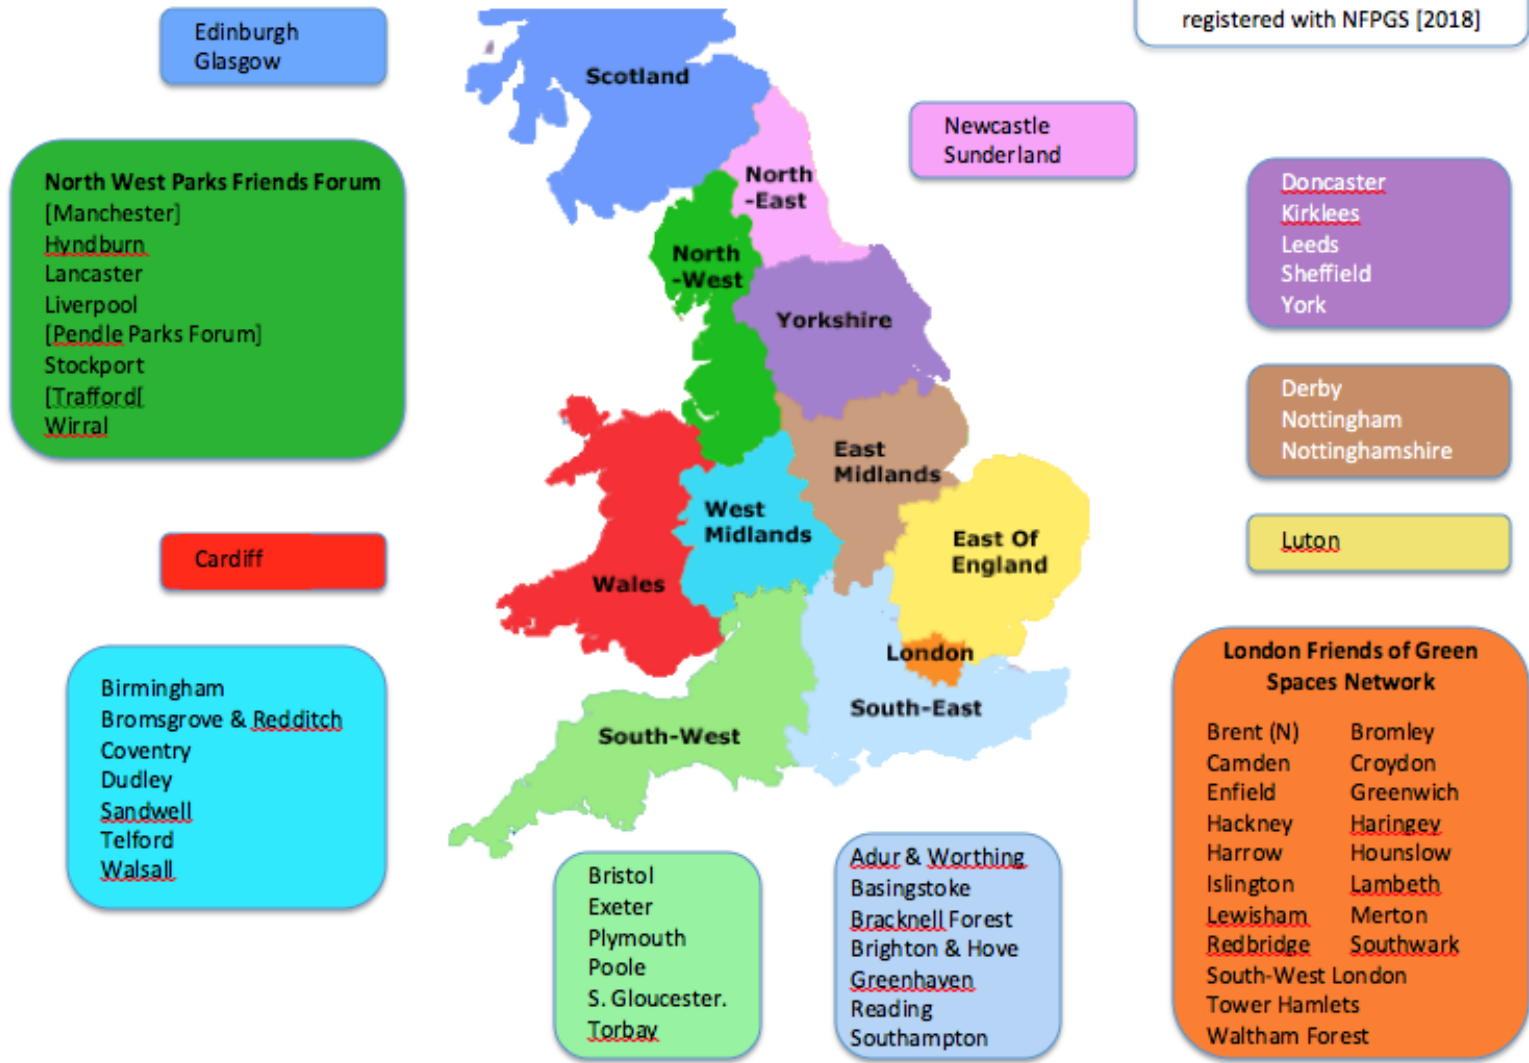 registered with NFPGS [2018]
Edinburgh
Glasgow
Scotland
Newcastle
Sunderland
North
-East
North West Parks Friends Forum
[Manchester]
Hyndburn
Lancaster
Liverpool
[Pendle Parks Forum]
Stockport
[Trafford[
Wirral
North
-West
Yorkshire
Doncaster
Kirklees
Leeds
Sheffield
York
East
Midlands
Derby
Nottingham
Nottinghamshire
West
Midlands
East Of
England
Luton
Cardiff
Wales
London
South-East
South-West
Birmingham
Bromsgrove & Redditch
Coventry
Dudley
Sandwell
Telford
Walsall
Bristol
Exeter
Plymouth
Poole
S. Gloucester.
Torbay
Adur & Worthing
Basingstoke
Bracknell Forest
Brighton & Hove
Greenhaven
Reading
Southampton
London Friends of Green
Spaces Network
Brent (N) Bromley
Camden Croydon
Enfield Greenwich
Hackney Haringey
Harrow Hounslow
Islington Lambeth
Lewisham Merton
Redbridge Southwark
South-West London
Tower Hamlets
Waltham Forest